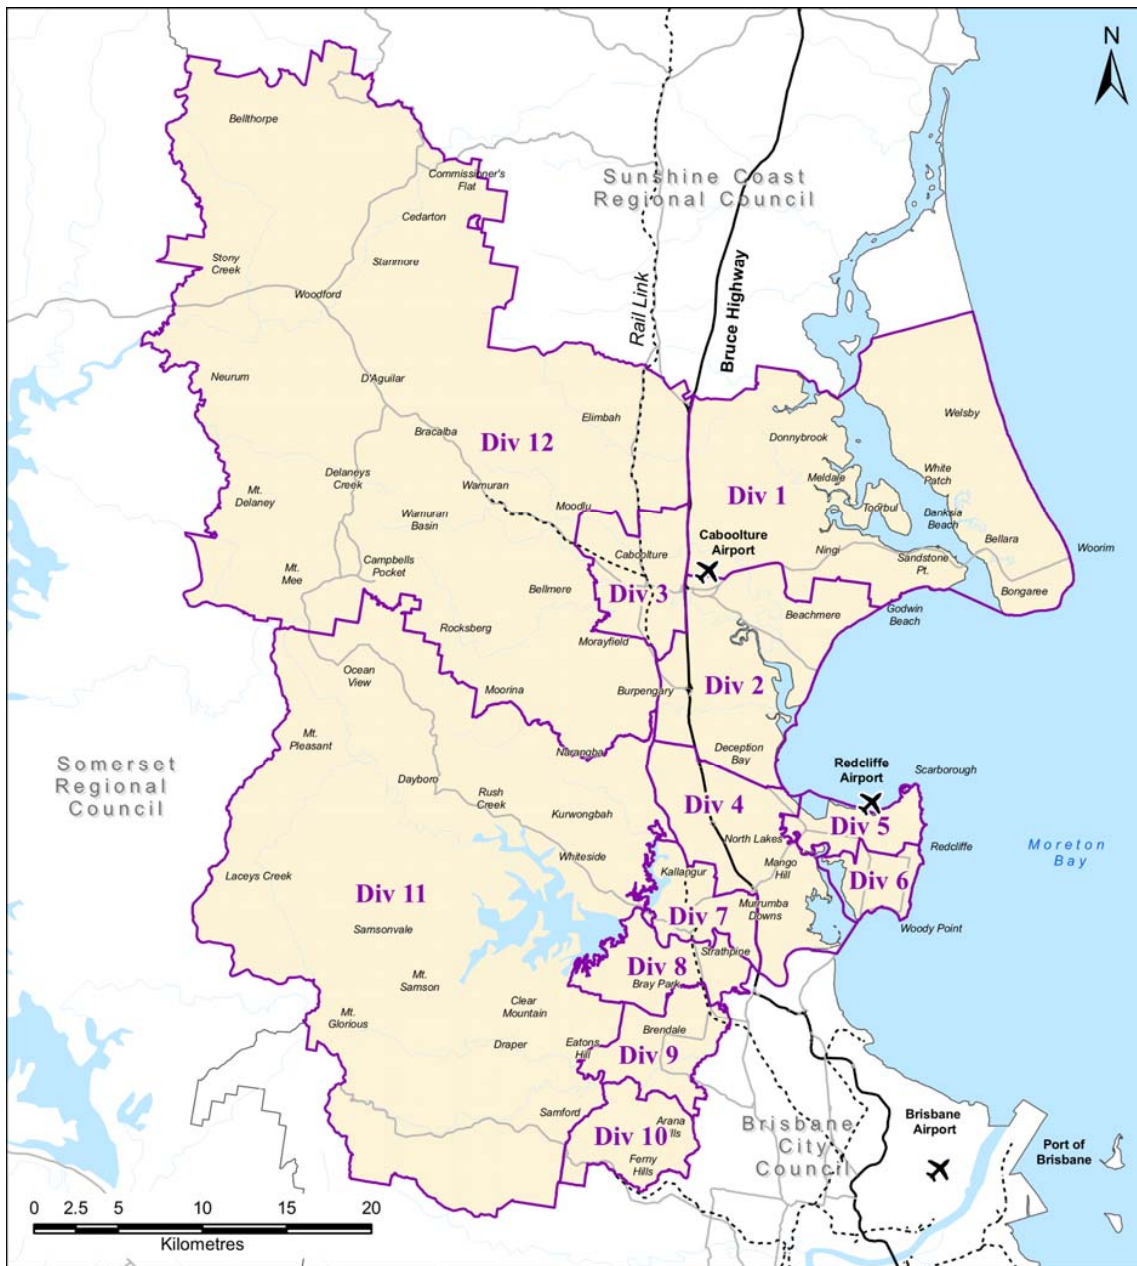 N
Bellthorpe
Commissioner's
Flat
Sunshine Coast
Regional Council
Cedarton
Stony
Creek
Stanmore
Woodford
Rail Link
Bruce Highway
Neurum
D'Aguilar
Elimbah
Welsby
Bracalba
Div 12
Donnybrook
Delaneys
Creek
Wamuran
Mt.
Delaney
Moodlu
Div 1
Meldale
White
Patch
Toorbul
Banksia
Beach
Wamuran
Basin
Caboolture
Caboolture
Airport
Ningi
Sandstone
Pt.
Bellara
Woorim
Mt.
Mee
Campbells
Pocket
Bellmere
Div 3
Beachmere
Godwin
Beach
Bongaree
Rocksberg
Morayfield
Ocean
View
Moorina
Burpengary
Div 2
Mt.
Pleasant
Narangba
Deception
Bay
Somerset
Regional
Council
Dayboro
Rush
Creek
Kurwongbah
Div 4
Redcliffe
Airport
Scarborough
Div 5
North Lakes
Redcliffe
Moreton
Bay
Whiteside
Laceys Creek
Div 11
Kallangur
Mango
Hill
Div 6
Samsonvale
Div 7
Murrumba
Downs
Woody Point
Strathpine
Div 8
Bray Park
Mt.
Samson
Clear
Mountain
Mt.
Glorious
Draper
Eatons
Hill
Brendale
Div 9
Samford
Div 10
Arana
Ferny
Hills
Brisbane
City
Council
Brisbane
Airport
Port of
Brisbane
0 2.5 5 10 15 20
Kilometres